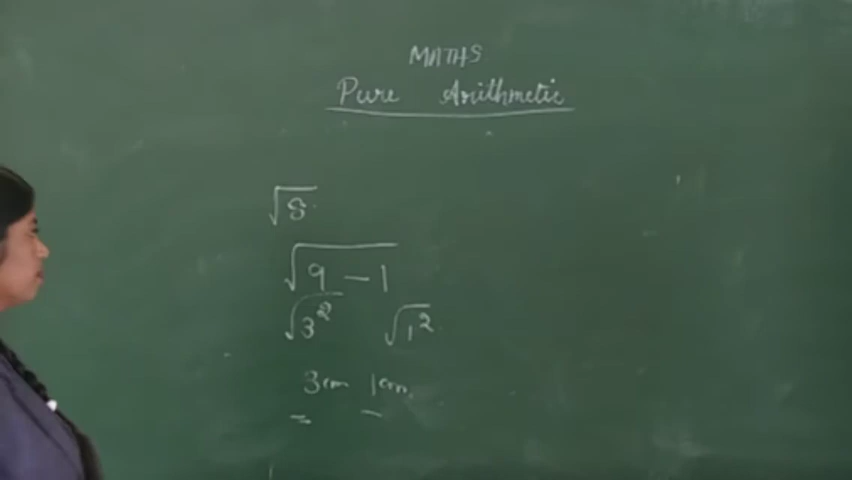 MATHS
Pure Arithmetic
√8
√9 - 1
√3² √1²
3cm 1cm.